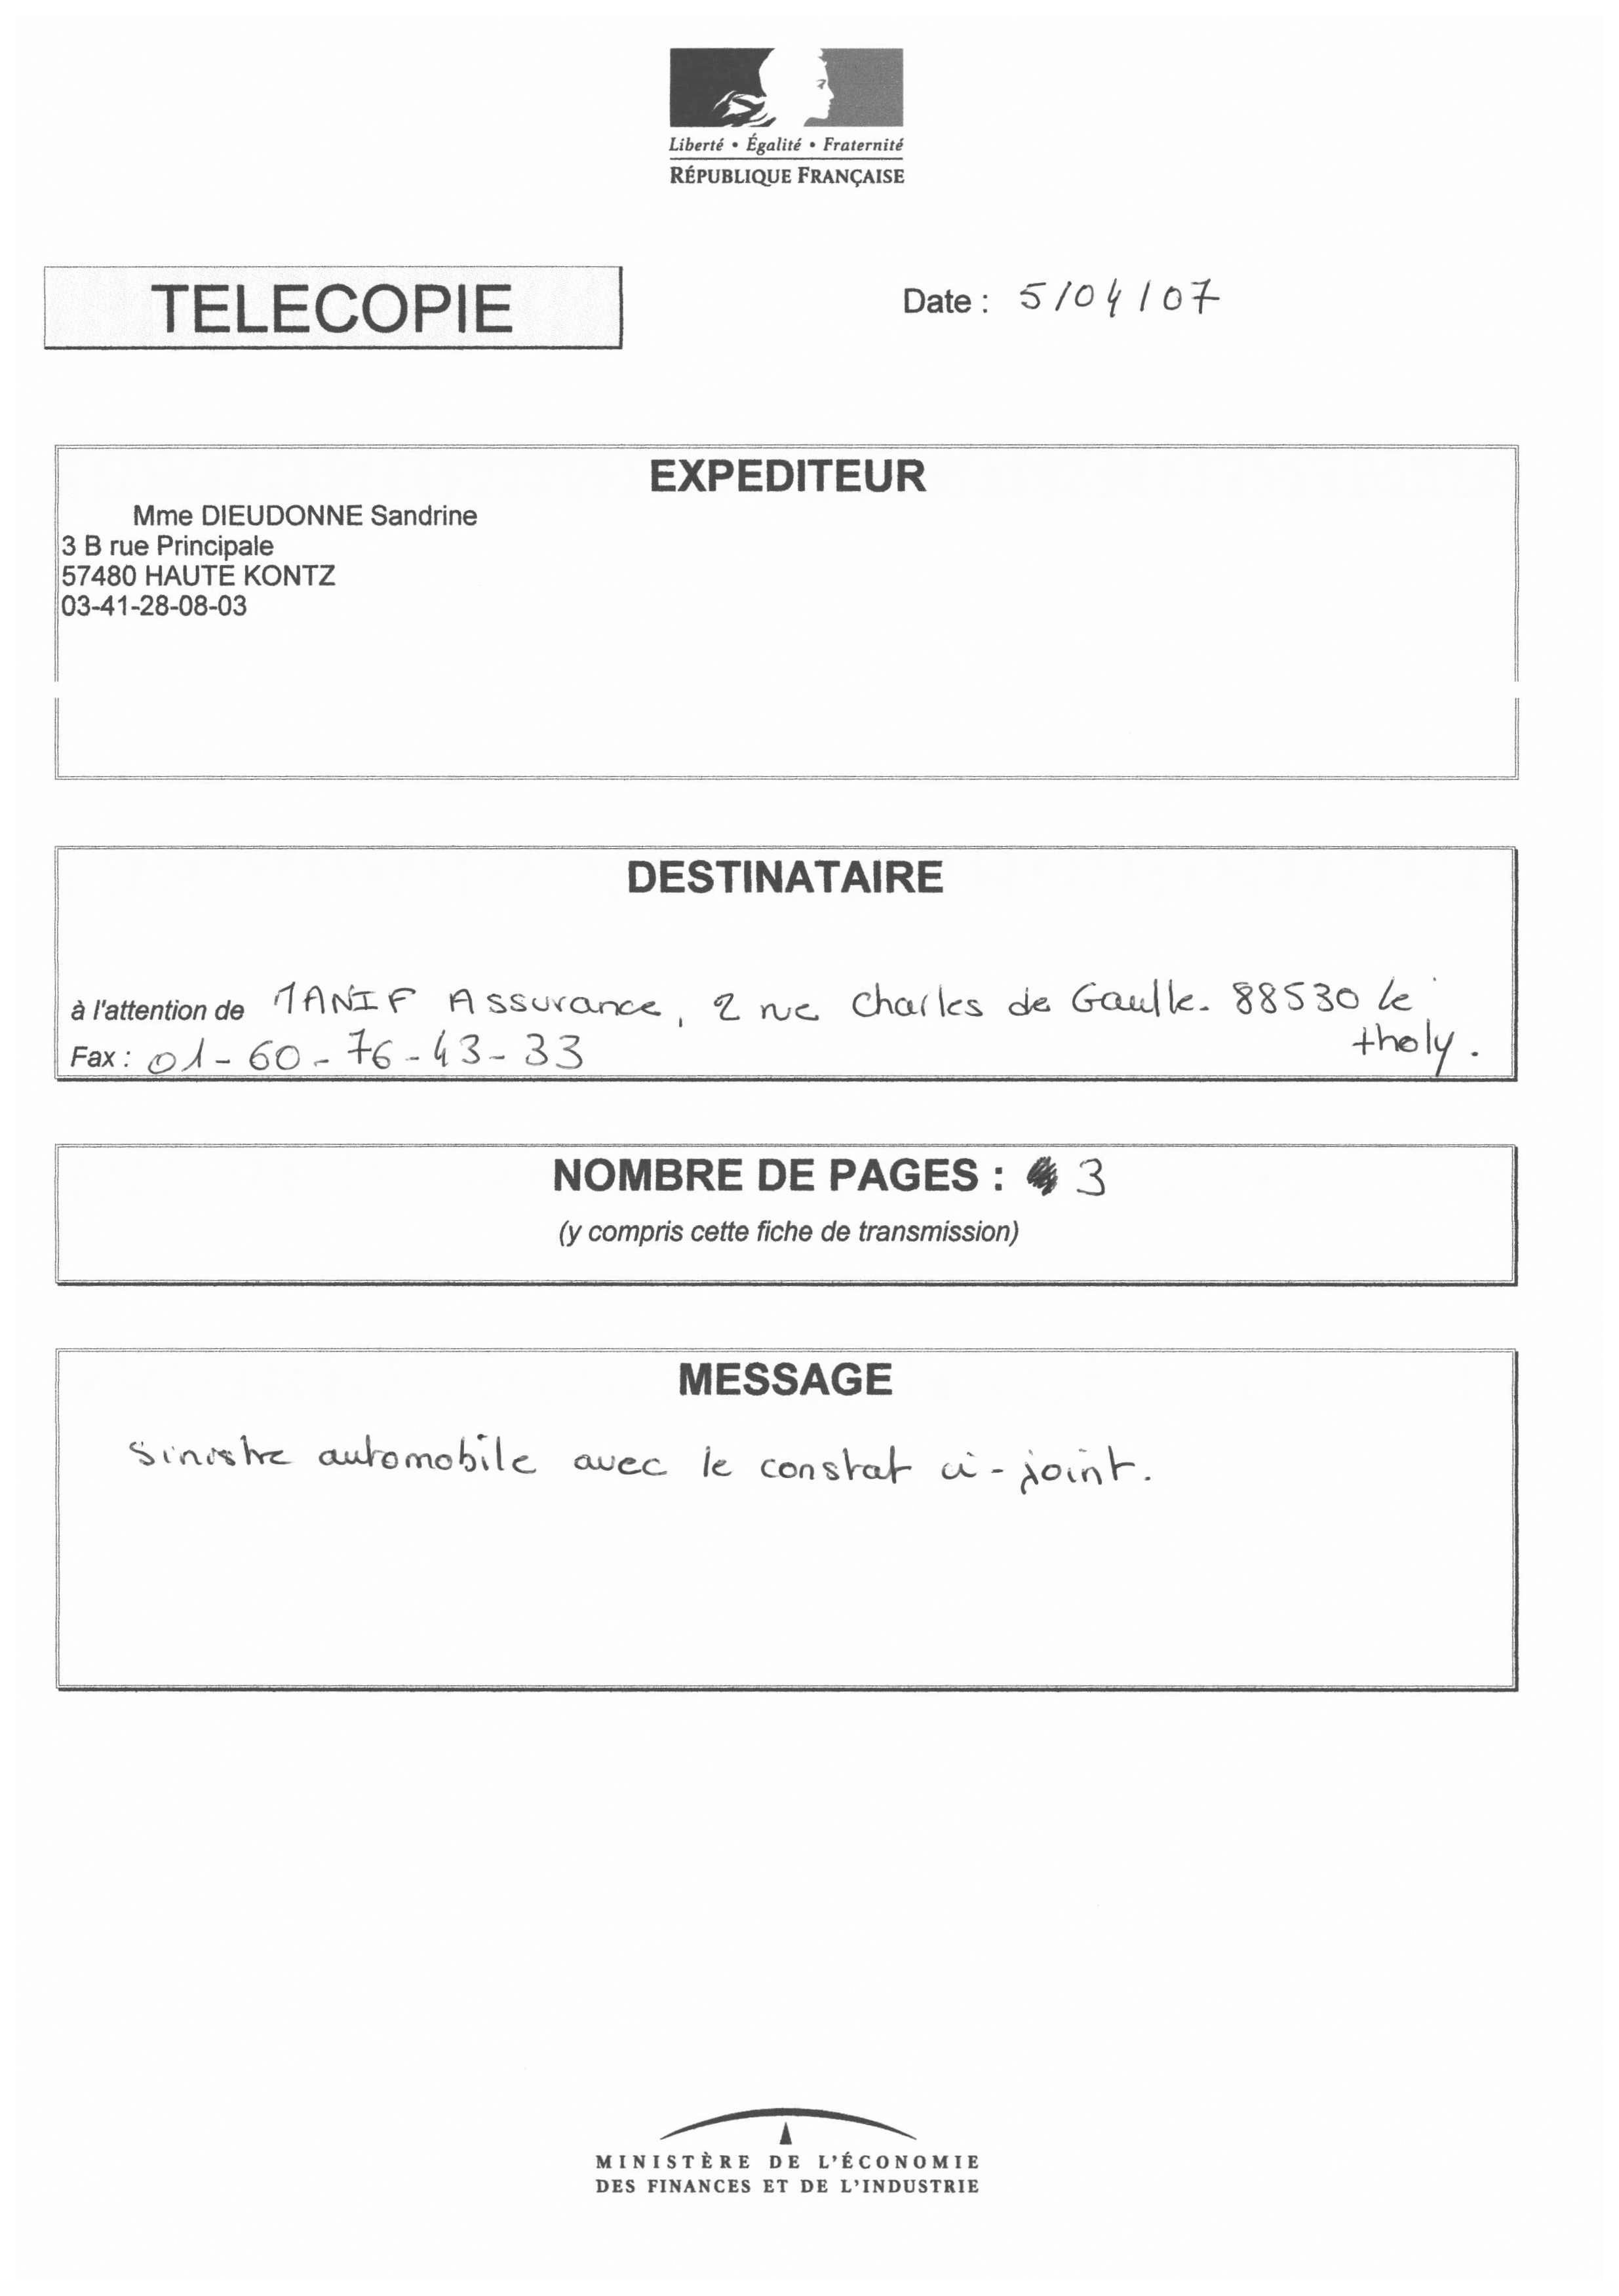 Liberté • Égalité • Fraternité
RÉPUBLIQUE FRANÇAISE
TELECOPIE
Date : 5/04/07
EXPEDITEUR
Mme DIEUDONNE Sandrine
3 B rue Principale
57480 HAUTE KONTZ
03-41-28-08-03
DESTINATAIRE
à l'attention de MANIF Assurance, 2 rue Charles de Gaulle. 88530 le
tholy.
Fax : 01-60-76-43-33
NOMBRE DE PAGES : 3
(y compris cette fiche de transmission)
MESSAGE
Sinistre automobile avec le constat ci-joint.
MINISTÈRE DE L'ÉCONOMIE
DES FINANCES ET DE L'INDUSTRIE